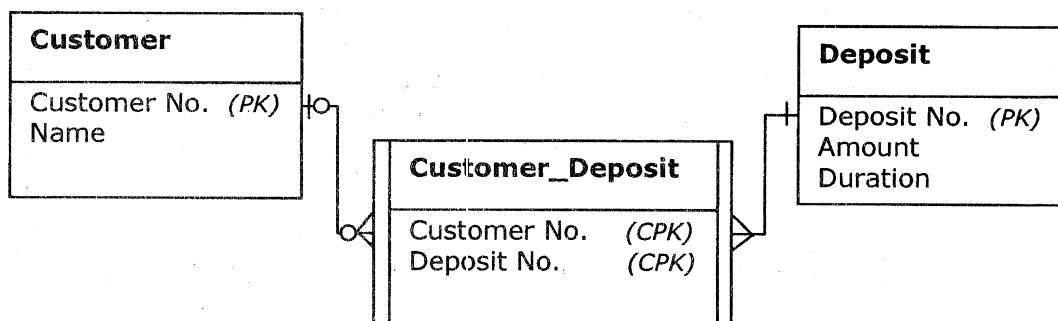 Customer
Customer No. (PK)
Name
Deposit
Deposit No. (PK)
Amount
Duration
Customer_Deposit
Customer No. (CPK)
Deposit No. (CPK)